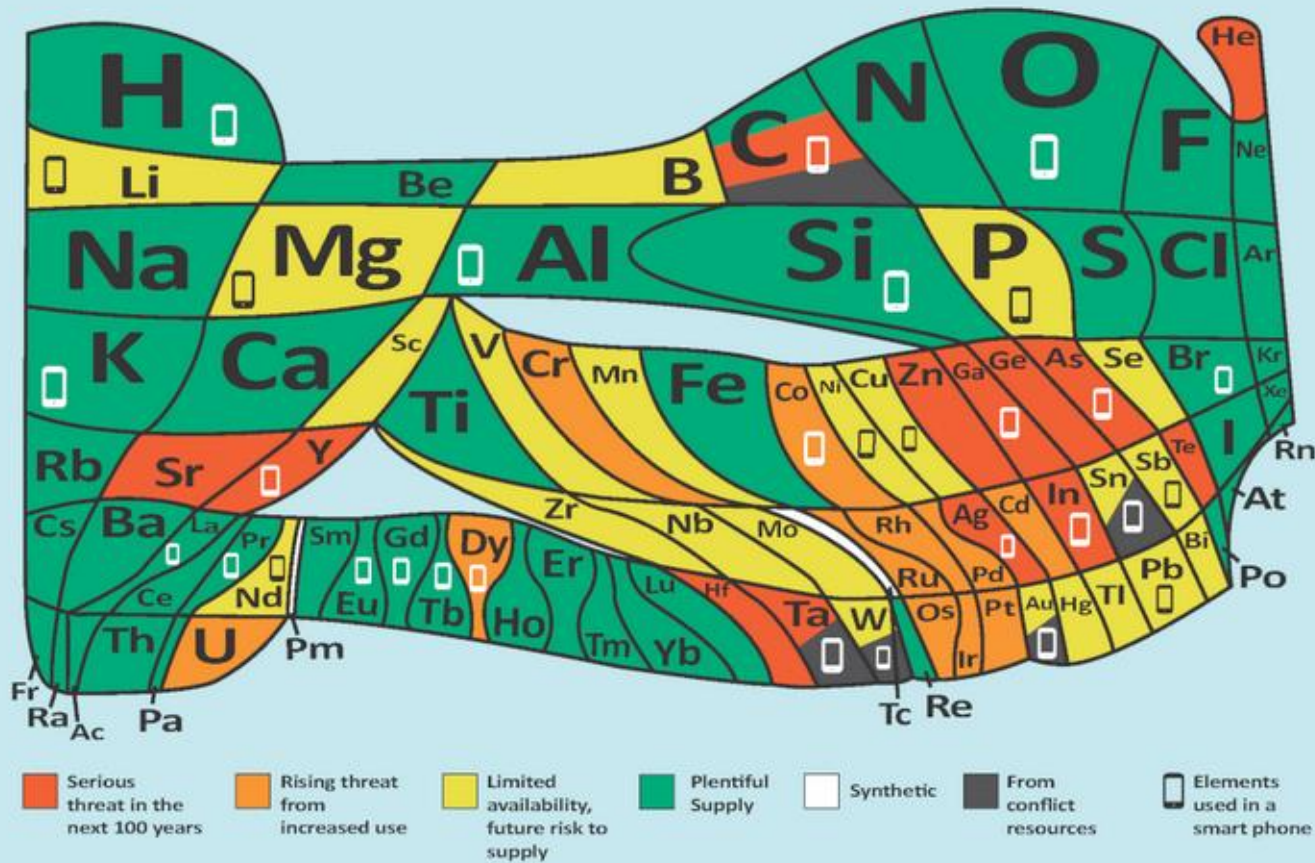 H
He
Li
Be
B
C
N
O
F
Ne
Na
Mg
Al
Si
P
S
Cl
Ar
K
Ca
Sc
Ti
V
Cr
Mn
Fe
Co
Ni
Cu
Zn
Ga
Ge
As
Se
Br
Kr
Rb
Sr
Y
Zr
Nb
Mo
Rh
Ru
Ag
Pd
Cd
In
Sn
Sb
Te
I
Xe
Rn
At
Po
Cs
Ba
La
Ce
Pr
Nd
Pm
Sm
Eu
Gd
Tb
Dy
Ho
Er
Tm
Yb
Lu
Hf
Ta
W
Tc
Re
Os
Ir
Pt
Au
Hg
Tl
Pb
Bi
Fr
Ra
Ac
Th
Pa
U
Serious
threat in the
next 100 years
Rising threat
from
increased use
Limited
availability,
future risk to
supply
Plentiful
Supply
Synthetic
From
conflict
resources
Elements
used in a
smart phone